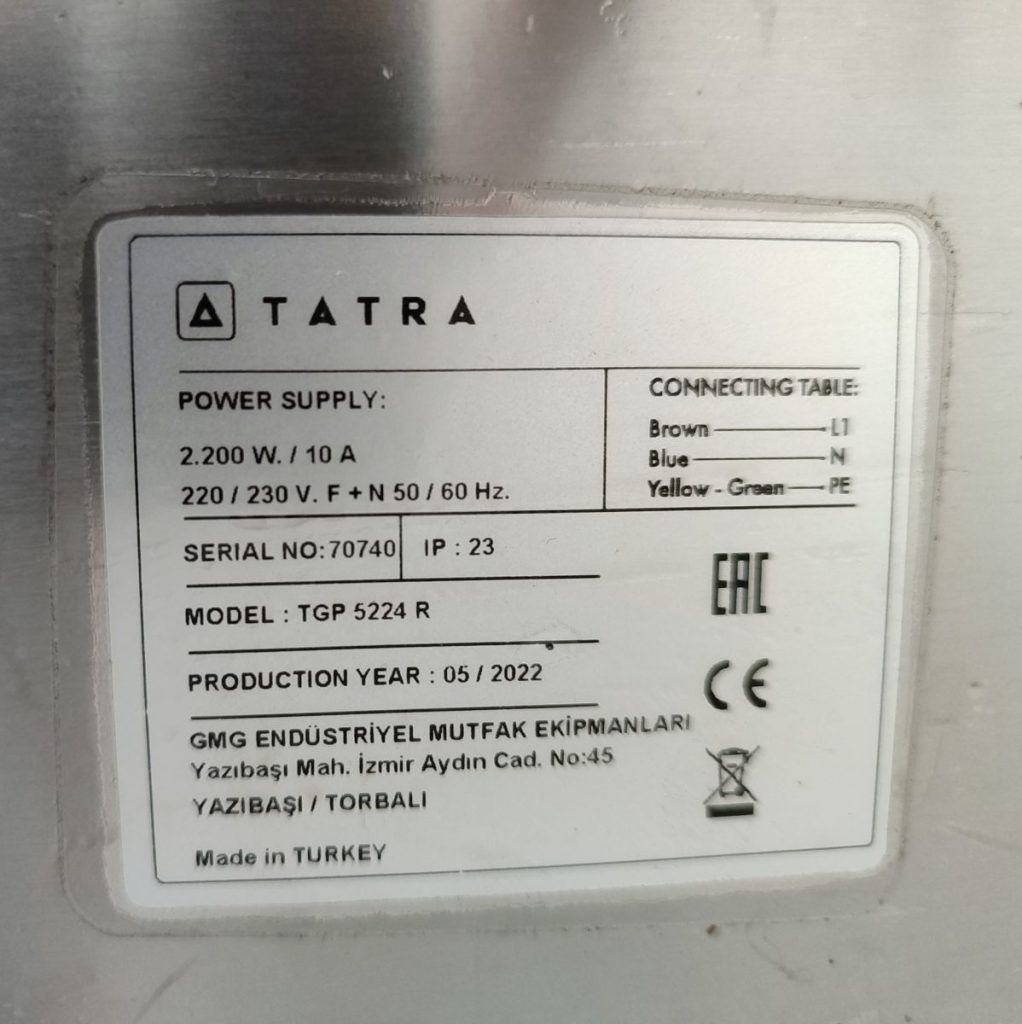 TATRA
POWER SUPPLY:
2.200 W. / 10 A
220 / 230 V. F + N 50 / 60 Hz.
CONNECTING TABLE:
Brown L1
Blue N
Yellow - Green PE
SERIAL NO: 70740 IP : 23
MODEL : TGP 5224 R
PRODUCTION YEAR : 05 / 2022
GMG ENDÜSTRİYEL MUTFAK EKİPMANLARI
Yazıbaşı Mah. İzmir Aydın Cad. No:45
YAZIBAŞI / TORBALI
Made in TURKEY
EAC
CE